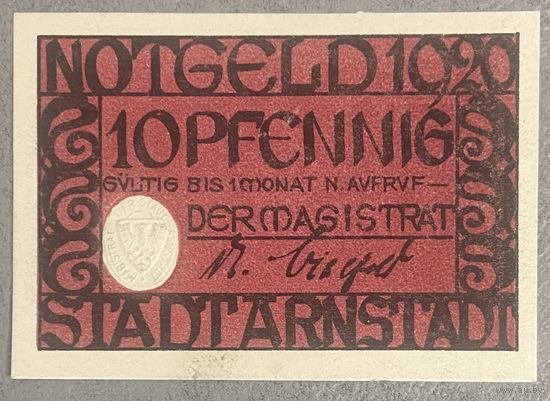 NOTGELD 1920
10 PFENNIG
GÜLTIG BIS 1 MONAT N. AUFRUF—
DER MAGISTRAT
STADT ARNSTADT